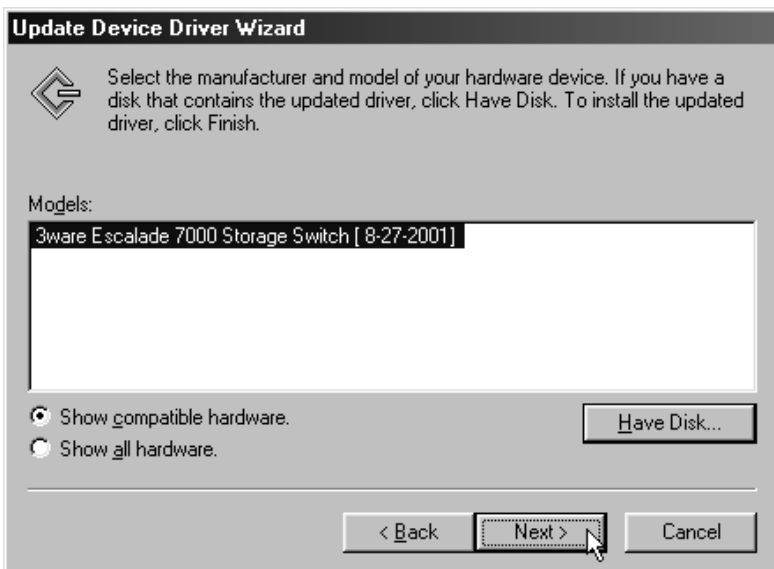 Update Device Driver Wizard
Select the manufacturer and model of your hardware device. If you have a
disk that contains the updated driver, click Have Disk. To install the updated
driver, click Finish.
Models:
3ware Escalade 7000 Storage Switch [ 8-27-2001]
Show compatible hardware.
Have Disk...
Show all hardware.
< Back
Next >
Cancel